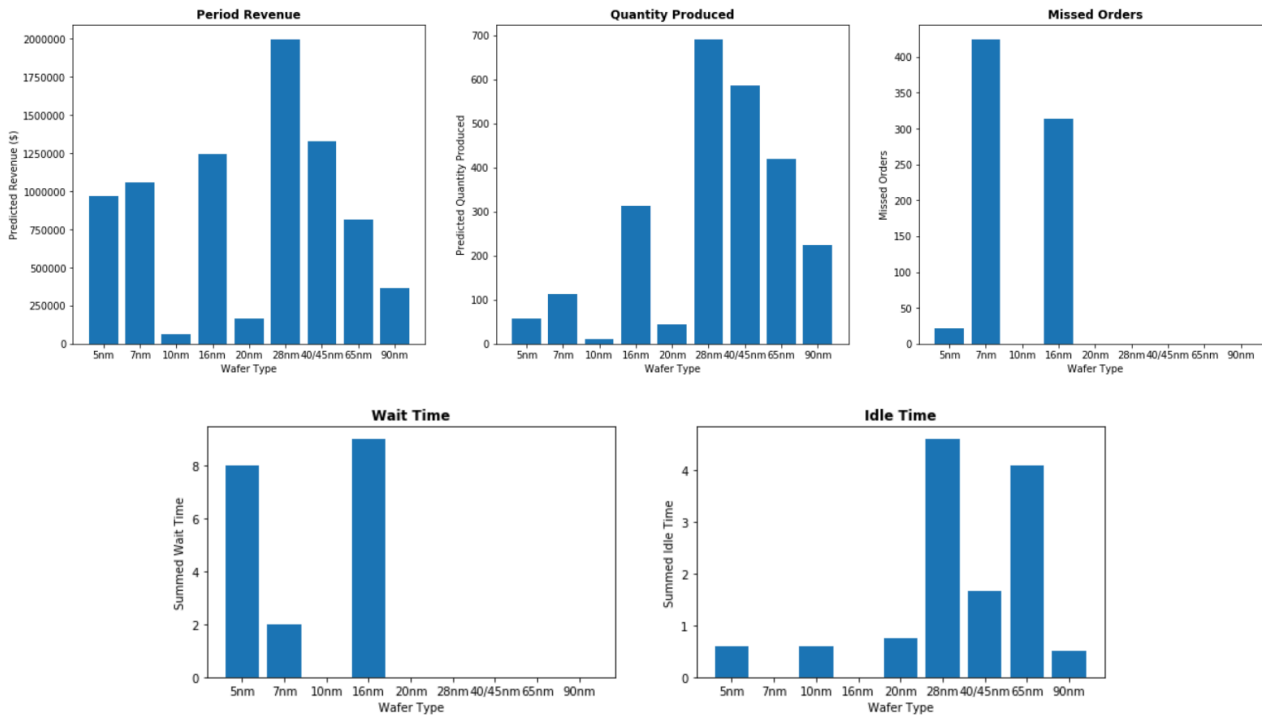 Period Revenue
Predicted Revenue ($)
2000000
1750000
1500000
1250000
1000000
750000
500000
250000
0
5nm 7nm 10nm 16nm 20nm 28nm 40/45nm 65nm 90nm
Wafer Type
Quantity Produced
Predicted Quantity Produced
700
600
500
400
300
200
100
0
5nm 7nm 10nm 16nm 20nm 28nm 40/45nm 65nm 90nm
Wafer Type
Missed Orders
Missed Orders
400
350
300
250
200
150
100
50
0
5nm 7nm 10nm 16nm 20nm 28nm 40/45nm 65nm 90nm
Wafer Type
Wait Time
Summed Wait Time
8
6
4
2
0
5nm 7nm 10nm 16nm 20nm 28nm 40/45nm 65nm 90nm
Wafer Type
Idle Time
Summed Idle Time
4
3
2
1
0
5nm 7nm 10nm 16nm 20nm 28nm 40/45nm 65nm 90nm
Wafer Type